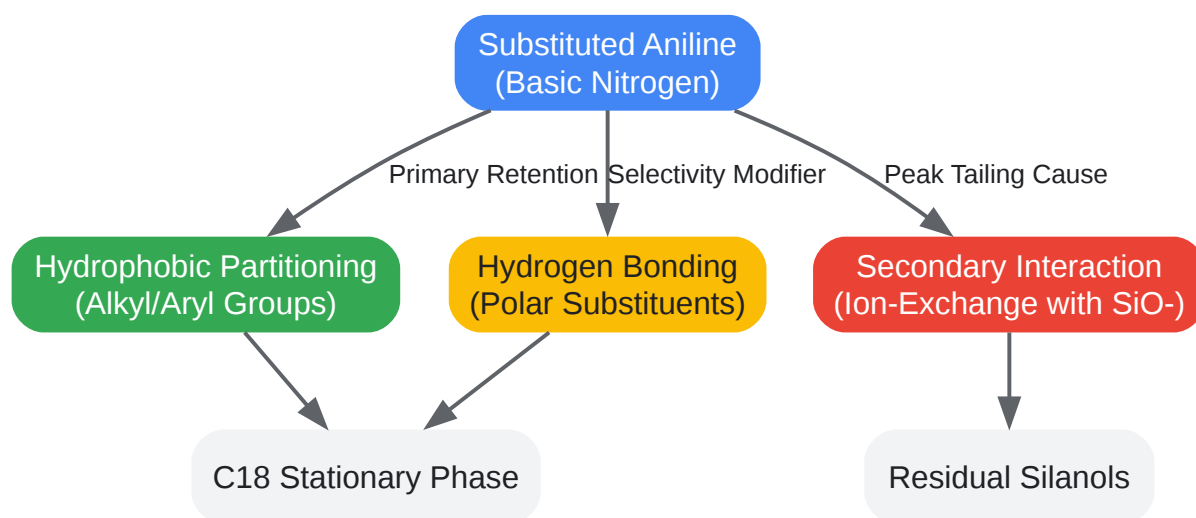 Substituted Aniline
(Basic Nitrogen)
Primary Retention
Selectivity Modifier
Peak Tailing Cause
Hydrophobic Partitioning
(Alkyl/Aryl Groups)
Hydrogen Bonding
(Polar Substituents)
Secondary Interaction
(Ion-Exchange with SiO-)
C18 Stationary Phase
Residual Silanols